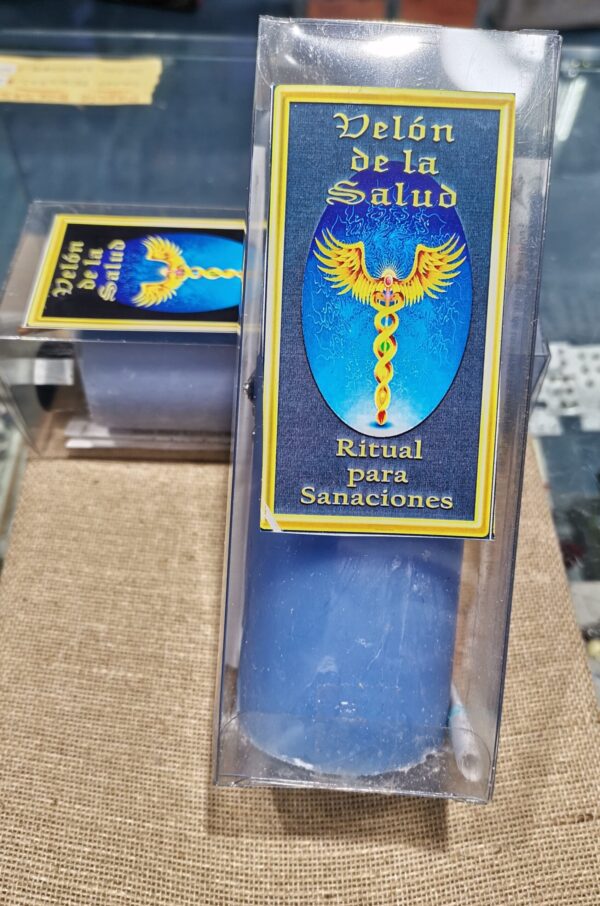 Velón
de la
Salud
Ritual
para
Sanaciones
Velón
de la
Salud